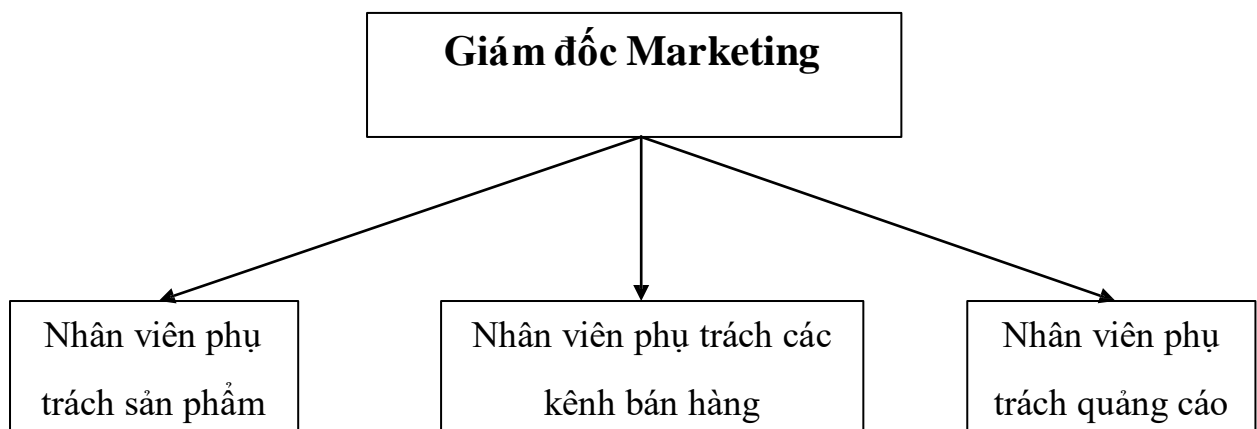 Giám đốc Marketing
Nhân viên phụ
trách sản phẩm
Nhân viên phụ trách các
kênh bán hàng
Nhân viên phụ
trách quảng cáo